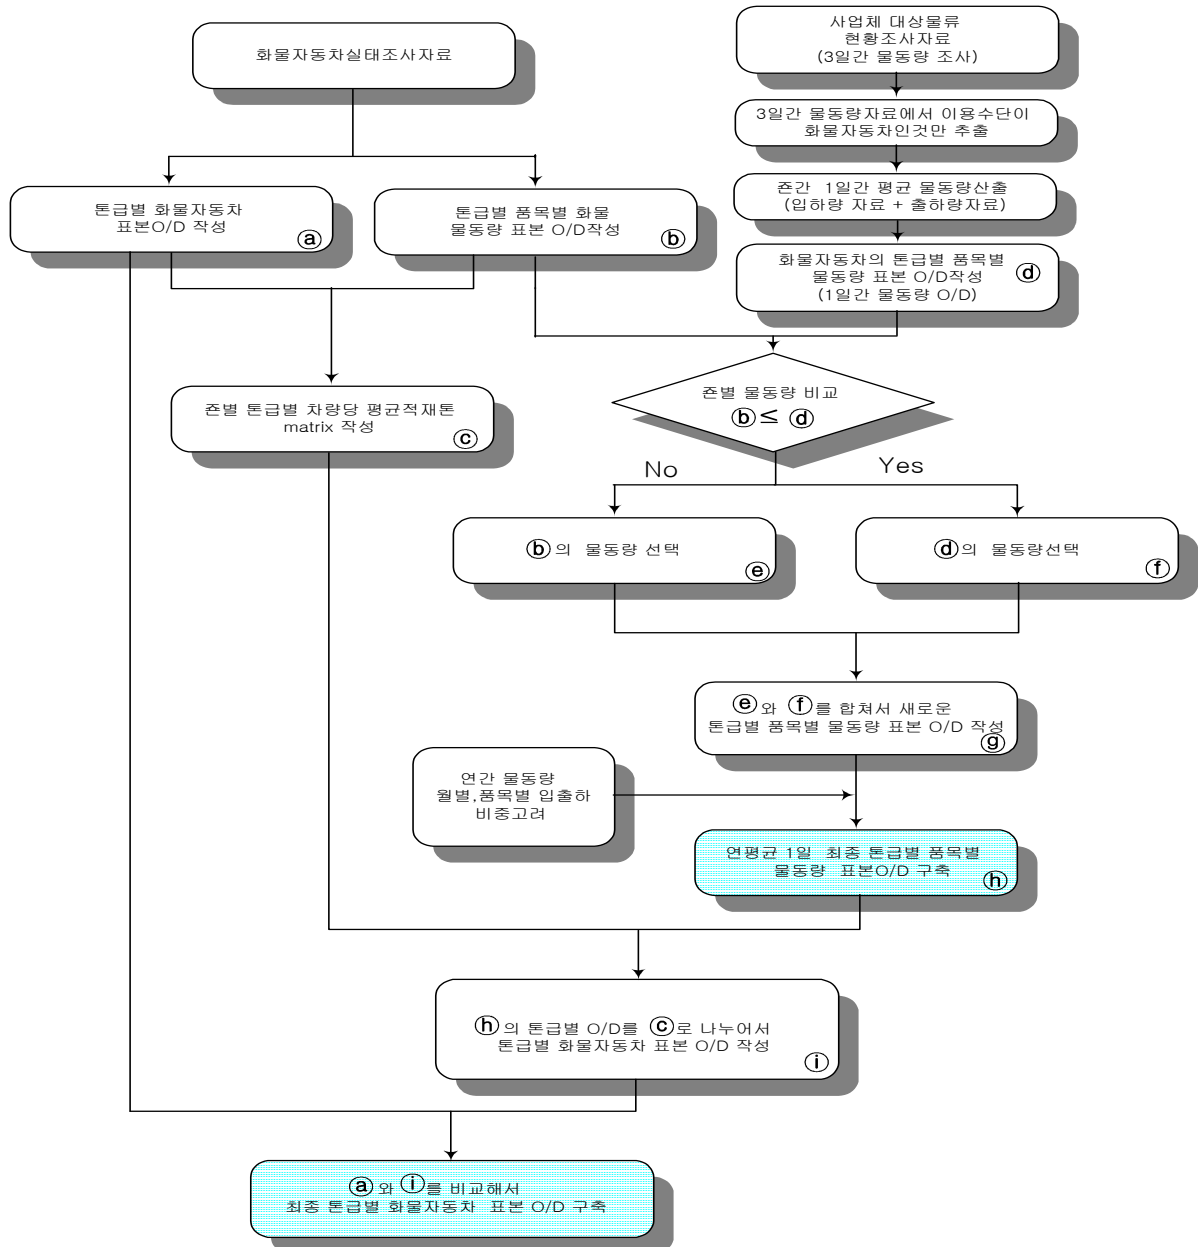 화물자동차실태조사자료
사업체 대상물류
현황조사자료
(3일간 물동량 조사)
3일간 물동량자료에서 이용수단이
화물자동차인것만 추출
존간 1일간 평균 물동량산출
(입하량 자료 + 출하량자료)
톤급별 화물자동차
표본O/D 작성
ⓐ
톤급별 품목별 화물
물동량 표본 O/D작성
ⓑ
화물자동차의 톤급별 품목별
물동량 표본 O/D작성
(1일간 물동량 O/D)
ⓓ
존별 톤급별 차량당 평균적재톤
matrix 작성
ⓒ
존별 물동량 비교
ⓑ ≤ ⓓ
No
Yes
ⓑ의 물동량 선택
ⓔ
ⓓ의 물동량선택
ⓕ
ⓔ와 ⓕ를 합쳐서 새로운
톤급별 품목별 물동량 표본 O/D 작성
ⓖ
연간 물동량
월별,품목별 입출하
비중고려
연평균 1일 최종 톤급별 품목별
물동량 표본O/D 구축
ⓗ
ⓗ의 톤급별 O/D를 ⓒ로 나누어서
톤급별 화물자동차 표본 O/D 작성
ⓘ
ⓐ와 ⓘ를 비교해서
최종 톤급별 화물자동차 표본 O/D 구축